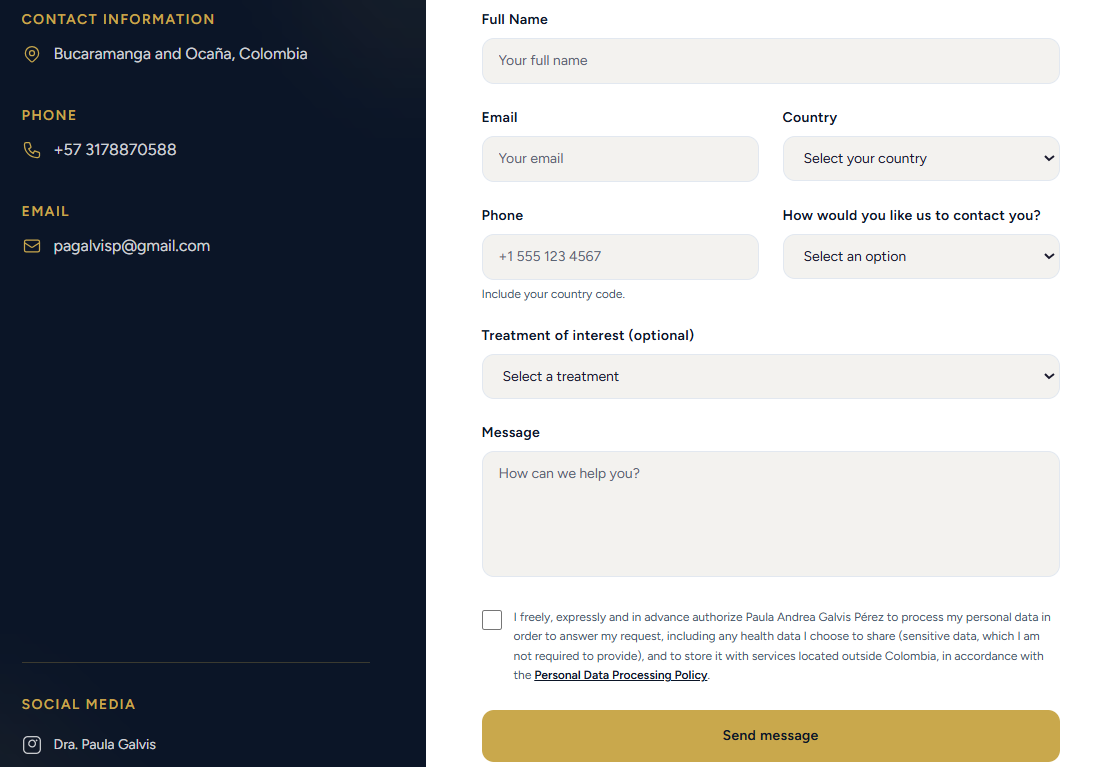 CONTACT INFORMATION
Bucaramanga and Ocaña, Colombia
PHONE
+57 3178870588
EMAIL
pagalvisp@gmail.com
SOCIAL MEDIA
Dra. Paula Galvis
Full Name
Your full name
Email
Your email
Country
Select your country
Phone
+1 555 123 4567
Include your country code.
How would you like us to contact you?
Select an option
Treatment of interest (optional)
Select a treatment
Message
How can we help you?
I freely, expressly and in advance authorize Paula Andrea Galvis Pérez to process my personal data in
order to answer my request, including any health data I choose to share (sensitive data, which I am
not required to provide), and to store it with services located outside Colombia, in accordance with
the Personal Data Processing Policy.
Send message